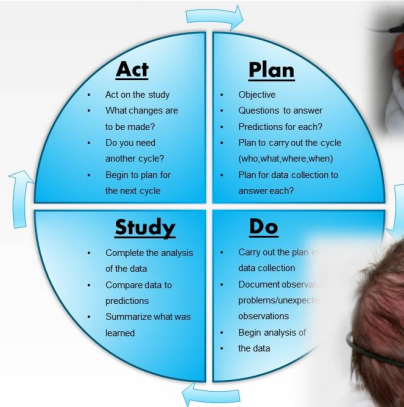 Act
• Act on the study
• What changes are
to be made?
• Do you need
another cycle?
• Begin to plan for
the next cycle
Plan
• Objective
• Questions to answer
• Predictions for each?
• Plan to carry out the cycle
(who,what,where,when)
• Plan for data collection to
answer each?
Study
• Complete the analysis
of the data
• Compare data to
predictions
• Summarize what was
learned
Do
• Carry out the plan
data collection
• Document
observations
• Begin analysis of
• the data